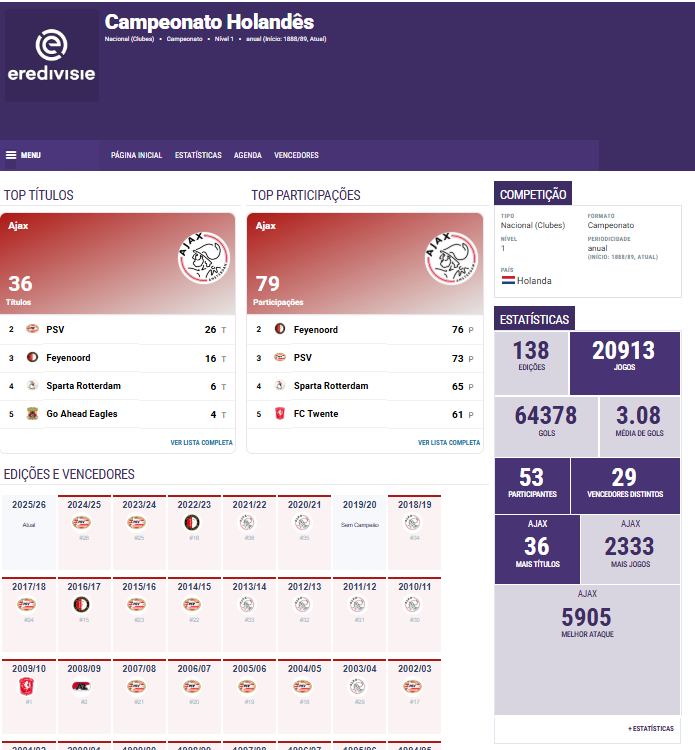 eredivisie
Campeonato Holandês
Nacional (Clubes) • Campeonato • Nível 1 • anual (Início: 1888/89, Atual)
MENU
PÁGINA INICIAL ESTATÍSTICAS AGENDA VENCEDORES
TOP TÍTULOS
Ajax
AJAX
36
Títulos
2 PSV 26 T
3 Feyenoord 16 T
4 Sparta Rotterdam 6 T
5 Go Ahead Eagles 4 T
VER LISTA COMPLETA
TOP PARTICIPAÇÕES
Ajax
AJAX
79
Participações
2 Feyenoord 76 P
3 PSV 73 P
4 Sparta Rotterdam 65 P
5 FC Twente 61 P
VER LISTA COMPLETA
EDIÇÕES E VENCEDORES
2025/26 2024/25 2023/24 2022/23 2021/22 2020/21 2019/20 2018/19
Atual #26 #25 #16 #36 #35 Sem Campeão #34
2017/18 2016/17 2015/16 2014/15 2013/14 2012/13 2011/12 2010/11
#24 #15 #23 #22 #33 #32 #31 #30
2009/10 2008/09 2007/08 2006/07 2005/06 2004/05 2003/04 2002/03
#1 #2 #21 #20 #19 #18 #29 #17
COMPETIÇÃO
TIPO
Nacional (Clubes)
FORMATO
Campeonato
NÍVEL
1
PERIODICIDADE
anual
(INÍCIO: 1888/89, ATUAL)
PAÍS
Holanda
ESTATÍSTICAS
138
EDIÇÕES
20913
JOGOS
64378
GOLS
3.08
MÉDIA DE GOLS
53
PARTICIPANTES
29
VENCEDORES DISTINTOS
AJAX
36
MAIS TÍTULOS
AJAX
2333
MAIS JOGOS
AJAX
5905
MELHOR ATAQUE
+ ESTATÍSTICAS